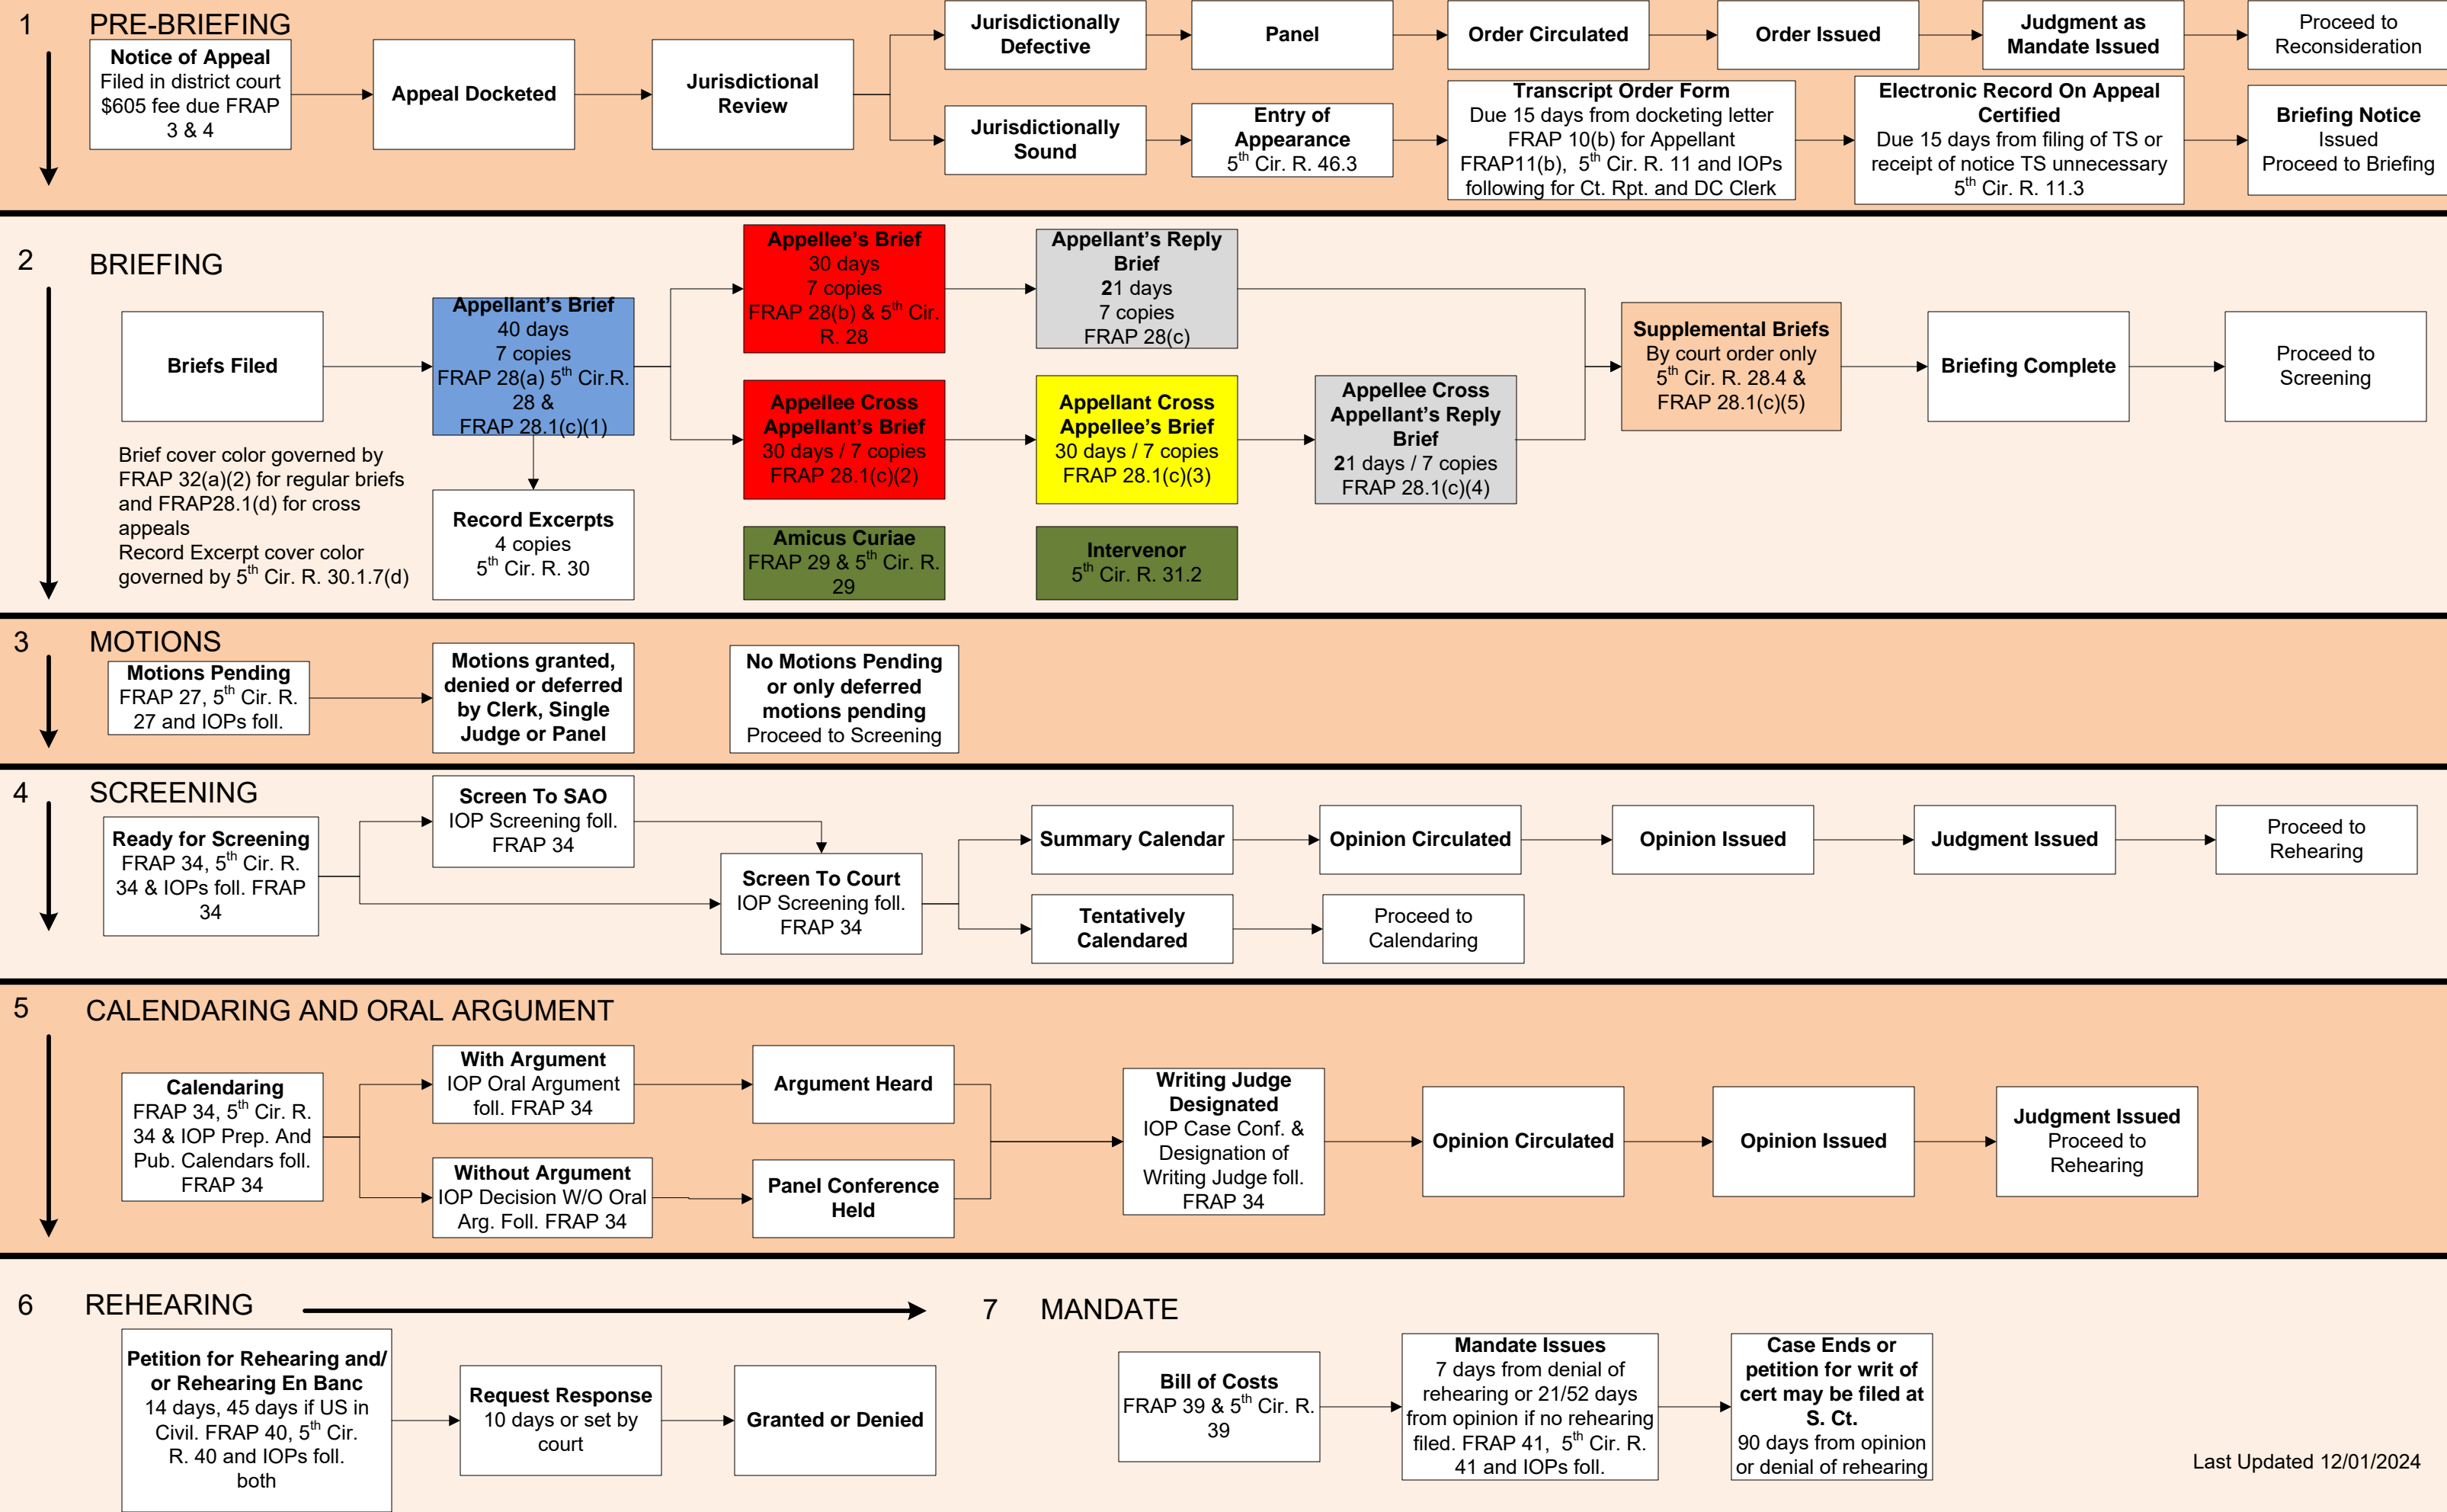 1
PRE-BRIEFING
Notice of Appeal
Filed in district court
$605 fee due FRAP
3 & 4
Appeal Docketed
Jurisdictional
Review
Jurisdictionally
Defective
Panel
Order Circulated
Order Issued
Judgment as
Mandate Issued
Proceed to
Reconsideration
Jurisdictionally
Sound
Entry of
Appearance
5th Cir. R. 46.3
Transcript Order Form
Due 15 days from docketing letter
FRAP 10(b) for Appellant
FRAP11(b), 5th Cir. R. 11 and IOPs
following for Ct. Rpt. and DC Clerk
Electronic Record On Appeal
Certified
Due 15 days from filing of TS or
receipt of notice TS unnecessary
5th Cir. R. 11.3
Briefing Notice
Issued
Proceed to Briefing
2
BRIEFING
Briefs Filed
Brief cover color governed by
FRAP 32(a)(2) for regular briefs
and FRAP28.1(d) for cross
appeals
Record Excerpt cover color
governed by 5th Cir. R. 30.1.7(d)
Appellant's Brief
40 days
7 copies
FRAP 28(a) 5th Cir.R.
28 &
FRAP 28.1(c)(1)
Record Excerpts
4 copies
5th Cir. R. 30
Appellee's Brief
30 days
7 copies
FRAP 28(b) & 5th Cir.
R. 28
Appellant's Reply
Brief
21 days
7 copies
FRAP 28(c)
Appellee Cross
Appellant's Brief
30 days / 7 copies
FRAP 28.1(c)(2)
Appellant Cross
Appellee's Brief
30 days / 7 copies
FRAP 28.1(c)(3)
Appellee Cross
Appellant's Reply
Brief
21 days / 7 copies
FRAP 28.1(c)(4)
Amicus Curiae
FRAP 29 & 5th Cir. R.
29
Intervenor
5th Cir. R. 31.2
Supplemental Briefs
By court order only
5th Cir. R. 28.4 &
FRAP 28.1(c)(5)
Briefing Complete
Proceed to
Screening
3
MOTIONS
Motions Pending
FRAP 27, 5th Cir. R.
27 and IOPs foll.
Motions granted,
denied or deferred
by Clerk, Single
Judge or Panel
No Motions Pending
or only deferred
motions pending
Proceed to Screening
4
SCREENING
Ready for Screening
FRAP 34, 5th Cir. R.
34 & IOPs foll. FRAP
34
Screen To SAO
IOP Screening foll.
FRAP 34
Screen To Court
IOP Screening foll.
FRAP 34
Summary Calendar
Opinion Circulated
Opinion Issued
Judgment Issued
Proceed to
Rehearing
Tentatively
Calendared
Proceed to
Calendaring
5
CALENDARING AND ORAL ARGUMENT
Calendaring
FRAP 34, 5th Cir. R.
34 & IOP Prep. And
Pub. Calendars foll.
FRAP 34
With Argument
IOP Oral Argument
foll. FRAP 34
Argument Heard
Without Argument
IOP Decision W/O Oral
Arg. Foll. FRAP 34
Panel Conference
Held
Writing Judge
Designated
IOP Case Conf. &
Designation of
Writing Judge foll.
FRAP 34
Opinion Circulated
Opinion Issued
Judgment Issued
Proceed to
Rehearing
6
REHEARING
Petition for Rehearing and/
or Rehearing En Banc
14 days, 45 days if US in
Civil. FRAP 40, 5th Cir.
R. 40 and IOPs foll.
both
Request Response
10 days or set by
court
Granted or Denied
7
MANDATE
Bill of Costs
FRAP 39 & 5th Cir. R.
39
Mandate Issues
7 days from denial of
rehearing or 21/52 days
from opinion if no rehearing
filed. FRAP 41, 5th Cir. R.
41 and IOPs foll.
Case Ends or
petition for writ of
cert may be filed at
S. Ct.
90 days from opinion
or denial of rehearing
Last Updated 12/01/2024